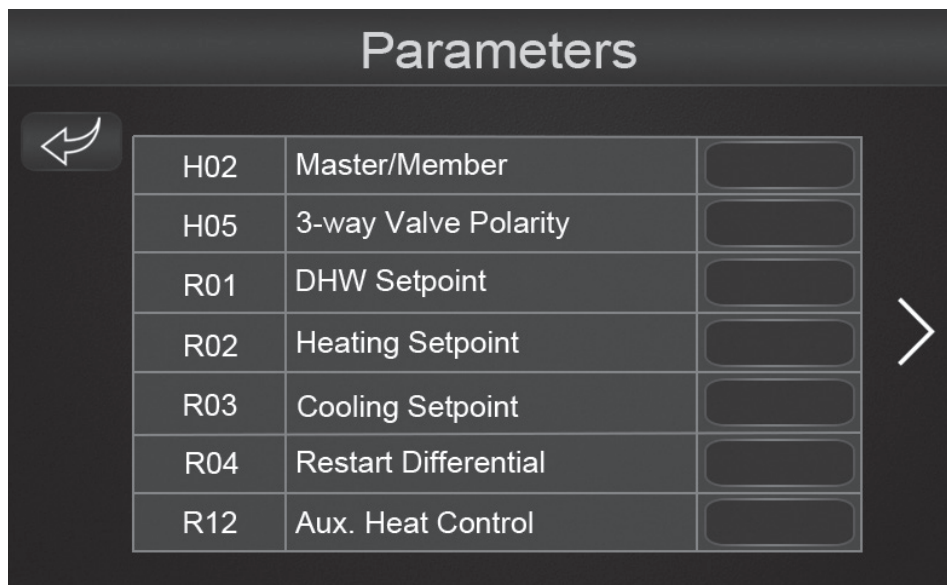 Parameters
H02 Master/Member
H05 3-way Valve Polarity
R01 DHW Setpoint
R02 Heating Setpoint
R03 Cooling Setpoint
R04 Restart Differential
R12 Aux. Heat Control